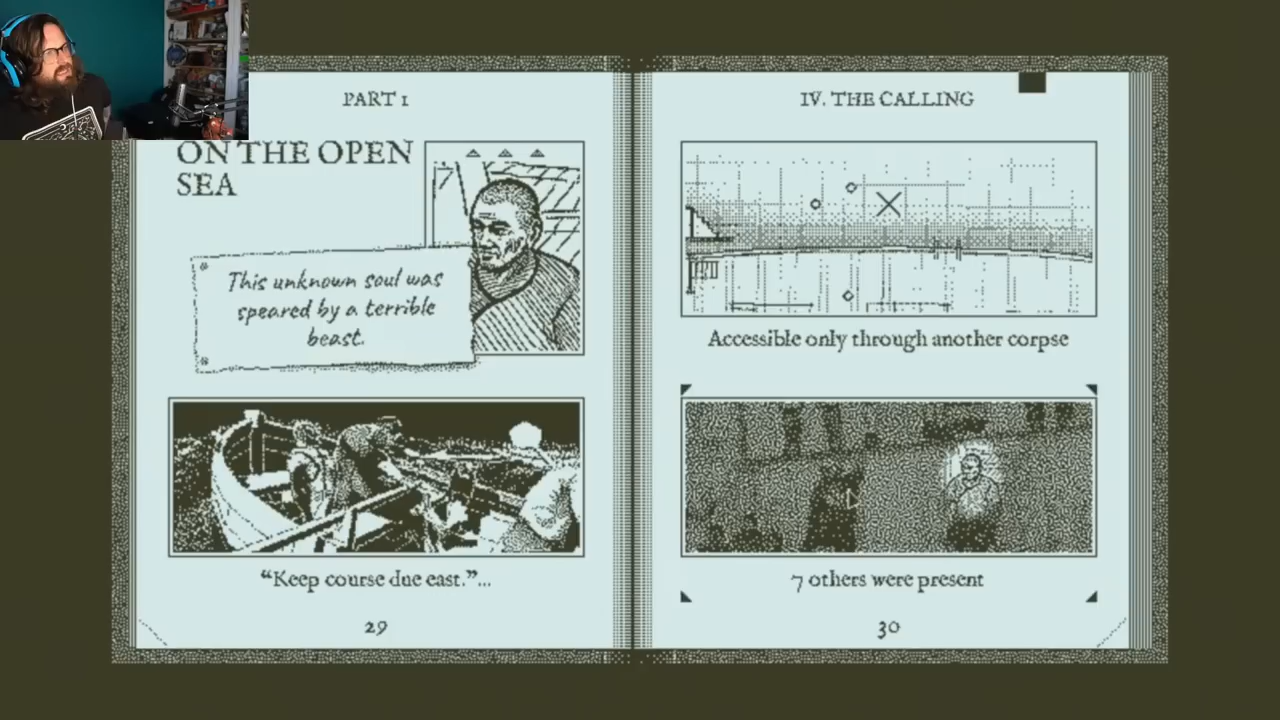 PART 1
ON THE OPEN
SEA
This unknown soul was
speared by a terrible
beast.
“Keep course due east.”...
29
IV. THE CALLING
Accessible only through another corpse
7 others were present
30